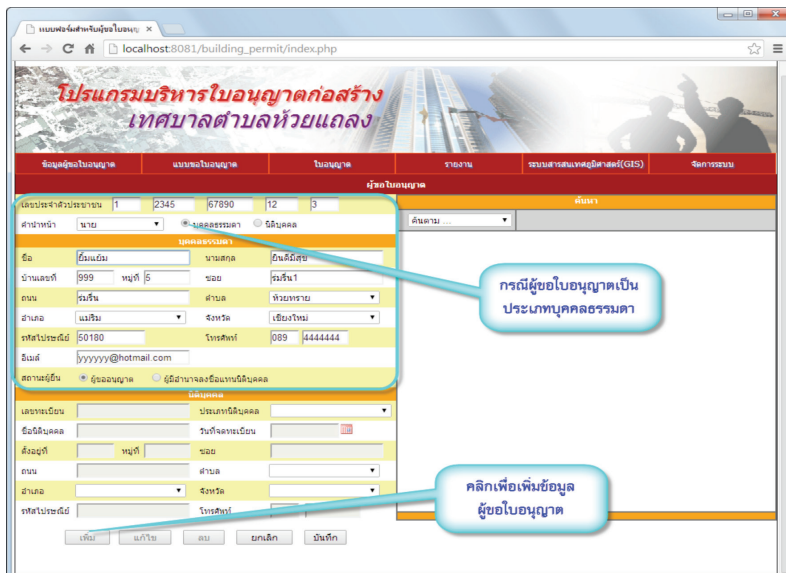 แบบฟอร์มสำหรับผู้ขอใบอนุญ
localhost:8081/building_permit/index.php
โปรแกรมบริหารใบอนุญาตก่อสร้าง
เทศบาลตำบลห้วยแถลง
ข้อมูลผู้ขอใบอนุญาต แบบขอใบอนุญาต ใบอนุญาต รายงาน ระบบสารสนเทศภูมิศาสตร์(GIS) จัดการระบบ
ผู้ขอใบอนุญาต
เลขประจำตัวประชาชน 1 2345 67890 12 3
ค้นหา
คำนำหน้า นาย บุคคลธรรมดา นิติบุคคล
ค้นตาม ...
บุคคลธรรมดา
ชื่อ ยิ้มแย้ม นามสกุล ยินดีมีสุข
บ้านเลขที่ 999 หมู่ที่ 5 ซอย ร่มรื่น1
ถนน ร่มรื่น ตำบล ห้วยทราย
อำเภอ แม่ริม จังหวัด เชียงใหม่
รหัสไปรษณีย์ 50180 โทรศัพท์ 089 4444444
อีเมล์ yyyyyy@hotmail.com
สถานะผู้ยื่น ผู้ขออนุญาต ผู้มีอำนาจลงชื่อแทนนิติบุคคล
กรณีผู้ขอใบอนุญาตเป็น
ประเภทบุคคลธรรมดา
นิติบุคคล
เลขทะเบียน ประเภทนิติบุคคล
ชื่อนิติบุคคล วันที่จดทะเบียน
ตั้งอยู่ที่ หมู่ที่ ซอย
ถนน ตำบล
อำเภอ จังหวัด
รหัสไปรษณีย์ โทรศัพท์
คลิกเพื่อเพิ่มข้อมูล
ผู้ขอใบอนุญาต
เพิ่ม แก้ไข ลบ ยกเลิก บันทึก